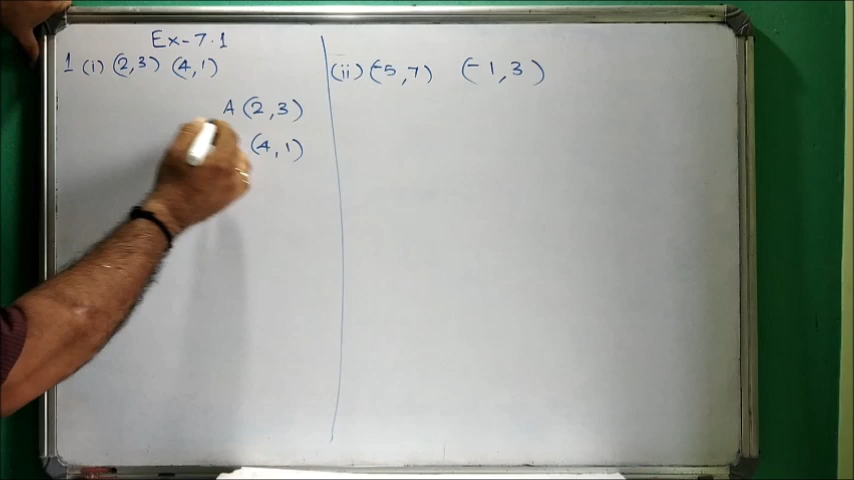 Ex-7.1
1 (i) (2,3) (4,1)
A (2,3)
(4,1)
(ii) (-5,7) (-1,3)